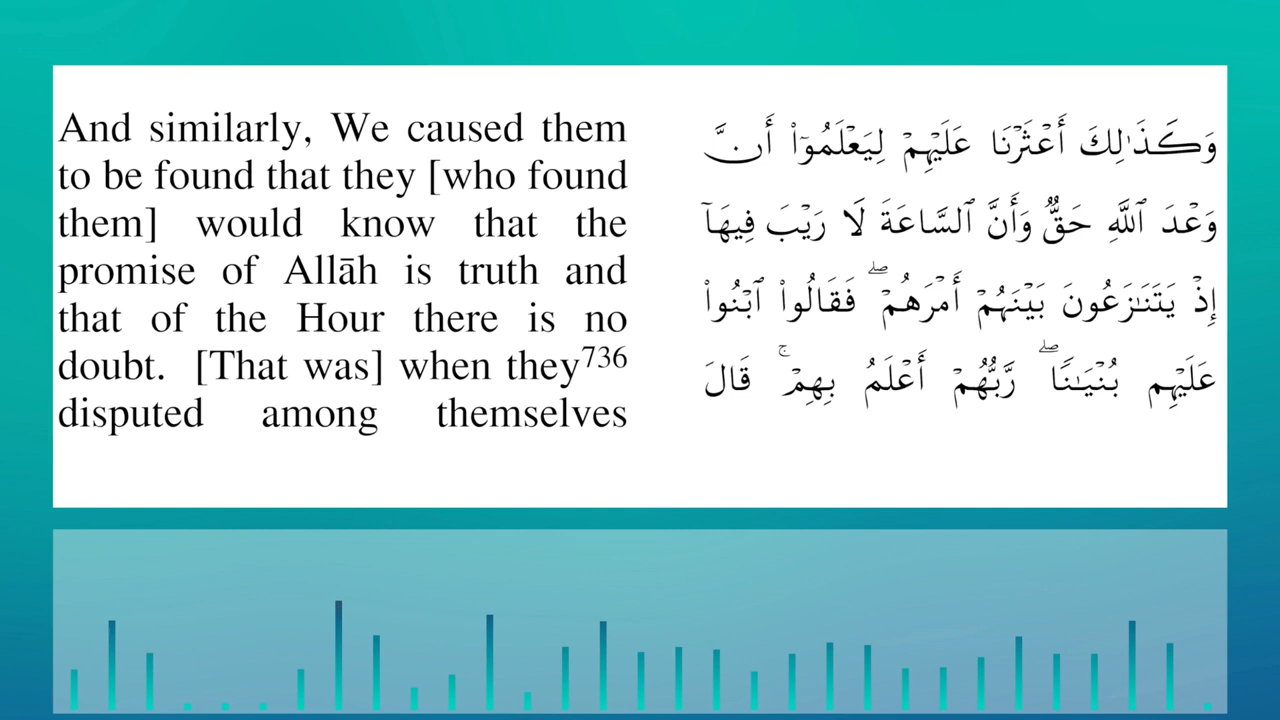 And similarly, We caused them
to be found that they [who found
them] would know that the
promise of Allāh is truth and
that of the Hour there is no
doubt. [That was] when they736
disputed among themselves
وَكَذَٰلِكَ أَعْثَرْنَا عَلَيْهِمْ لِيَعْلَمُوٓا۟ أَنَّ
وَعْدَ ٱللَّهِ حَقٌّ وَأَنَّ ٱلسَّاعَةَ لَا رَيْبَ فِيهَآ
إِذْ يَتَنَـٰزَعُونَ بَيْنَهُمْ أَمْرَهُمْ ۖ فَقَالُوا۟ ٱبْنُوا۟
عَلَيْهِم بُنْيَـٰنًا ۖ رَّبُّهُمْ أَعْلَمُ بِهِمْ ۚ قَالَ